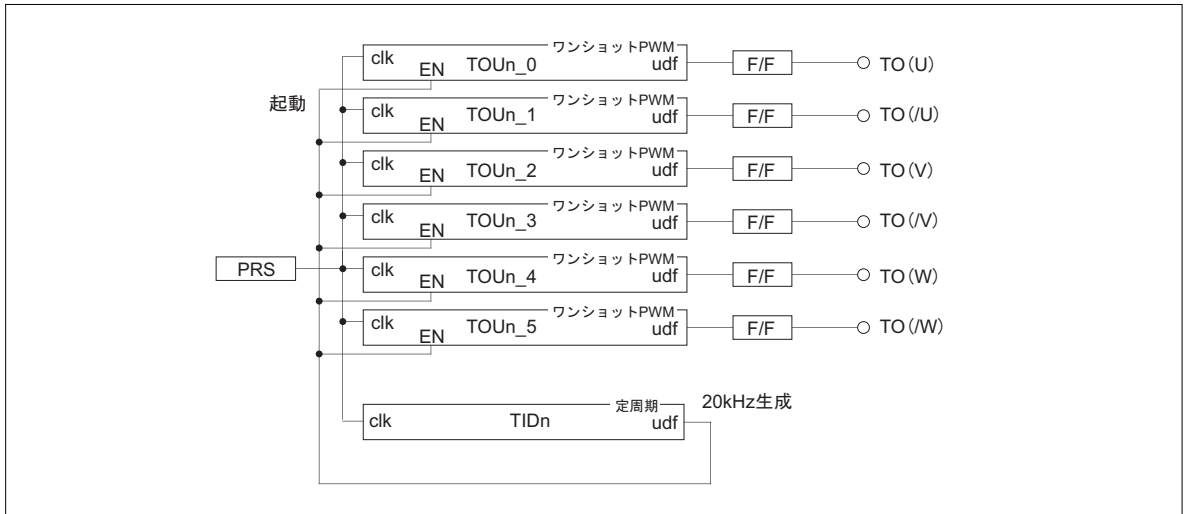 ワンショットPWM
clk EN TOUn_0 udf F/F TO(U)
起動
ワンショットPWM
clk EN TOUn_1 udf F/F TO(/U)
ワンショットPWM
clk EN TOUn_2 udf F/F TO(V)
ワンショットPWM
clk EN TOUn_3 udf F/F TO(/V)
ワンショットPWM
PRS clk EN TOUn_4 udf F/F TO(W)
ワンショットPWM
clk EN TOUn_5 udf F/F TO(/W)
定周期 20kHz生成
clk TIDn udf